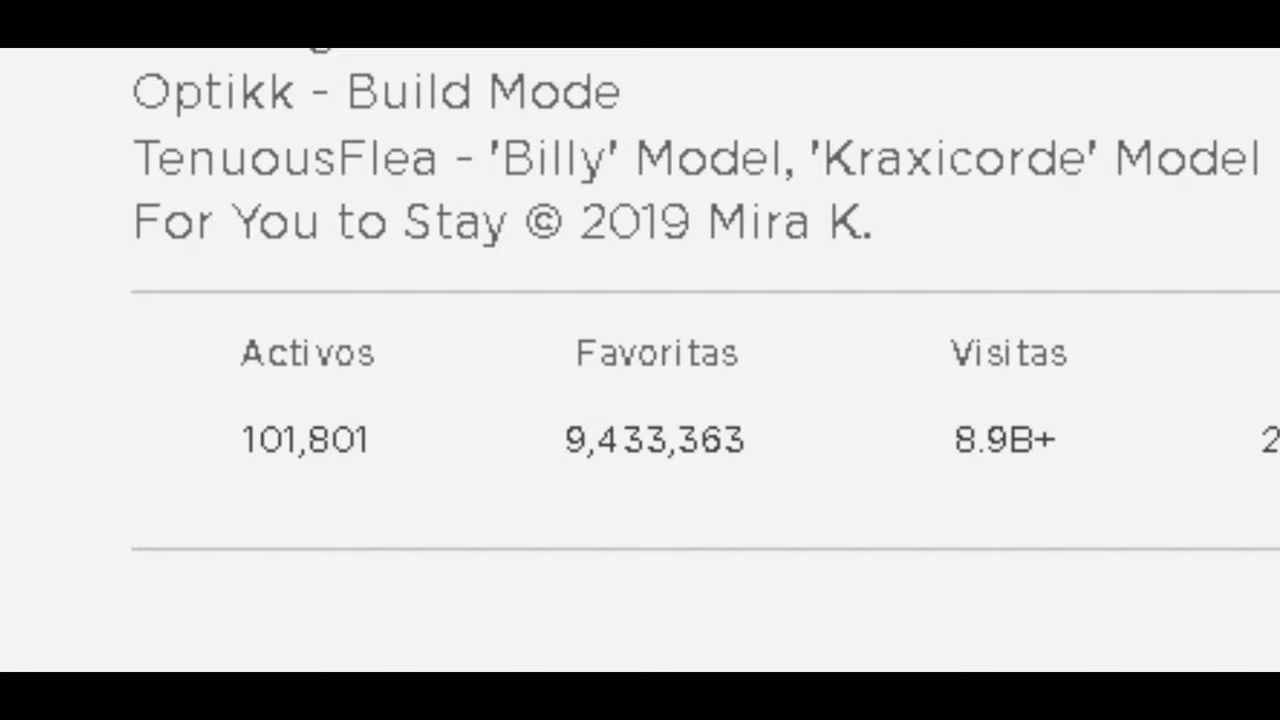 Optikk - Build Mode
TenuousFlea - 'Billy' Model, 'Kraxicorde' Model
For You to Stay © 2019 Mira K.
Activos Favoritas Visitas
101,801 9,433,363 8.9B+ 2